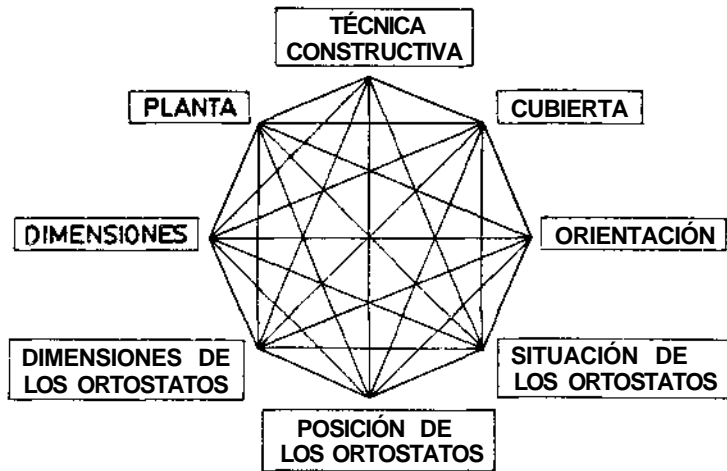 TÉCNICA
CONSTRUCTIVA
PLANTA
CUBIERTA
DIMENSIONES
ORIENTACIÓN
DIMENSIONES DE
LOS ORTOSTATOS
SITUACIÓN DE
LOS ORTOSTATOS
POSICIÓN DE
LOS ORTOSTATOS